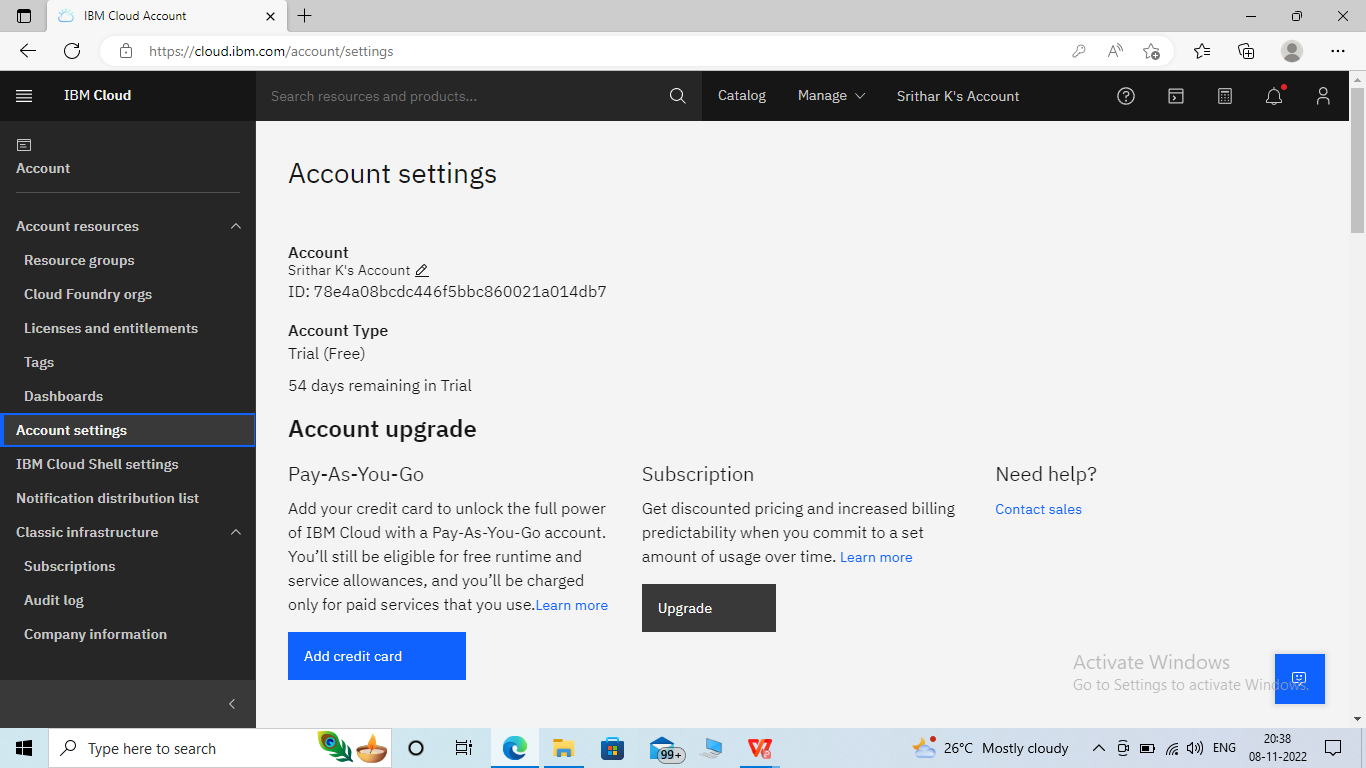 IBM Cloud Account
https://cloud.ibm.com/account/settings
IBM Cloud
Search resources and products...
Catalog
Manage
Srithar K's Account
Account
Account resources
Resource groups
Cloud Foundry orgs
Licenses and entitlements
Tags
Dashboards
Account settings
IBM Cloud Shell settings
Notification distribution list
Classic infrastructure
Subscriptions
Audit log
Company information
Account settings
Account
Srithar K's Account
ID: 78e4a08bcdc446f5bbc860021a014db7
Account Type
Trial (Free)
54 days remaining in Trial
Account upgrade
Pay-As-You-Go
Add your credit card to unlock the full power
of IBM Cloud with a Pay-As-You-Go account.
You’ll still be eligible for free runtime and
service allowances, and you’ll be charged
only for paid services that you use.Learn more
Add credit card
Subscription
Get discounted pricing and increased billing
predictability when you commit to a set
amount of usage over time. Learn more
Upgrade
Need help?
Contact sales
Activate Windows
Go to Settings to activate Windows.
Type here to search
99+
26°C Mostly cloudy
ENG
20:38
08-11-2022